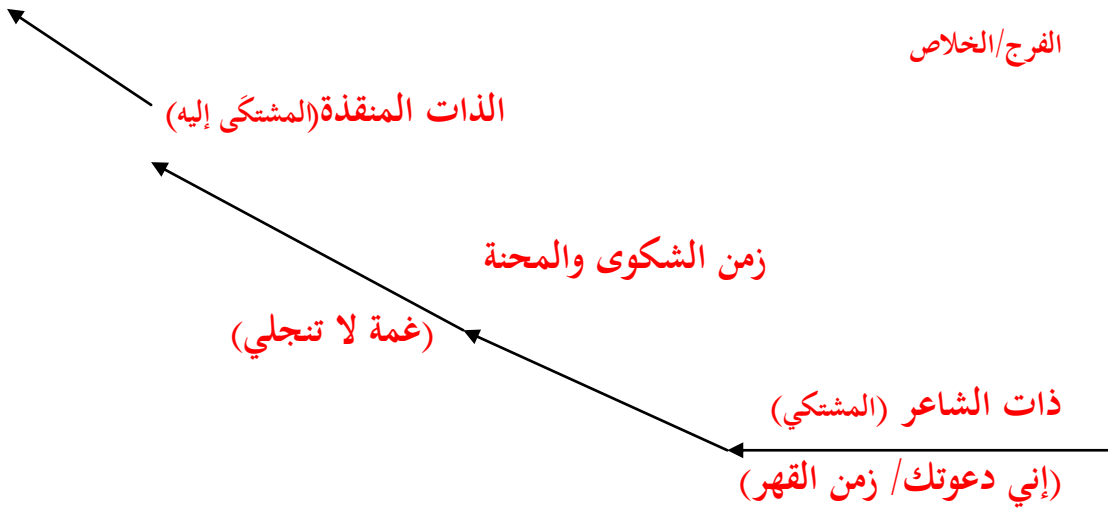 الفرج/الخلاص
الذات المنقذة(المشتكَى إليه)
زمن الشكوى والمحنة
(غمة لا تنجلي)
ذات الشاعر (المشتكي)
(إني دعوتك/ زمن القهر)